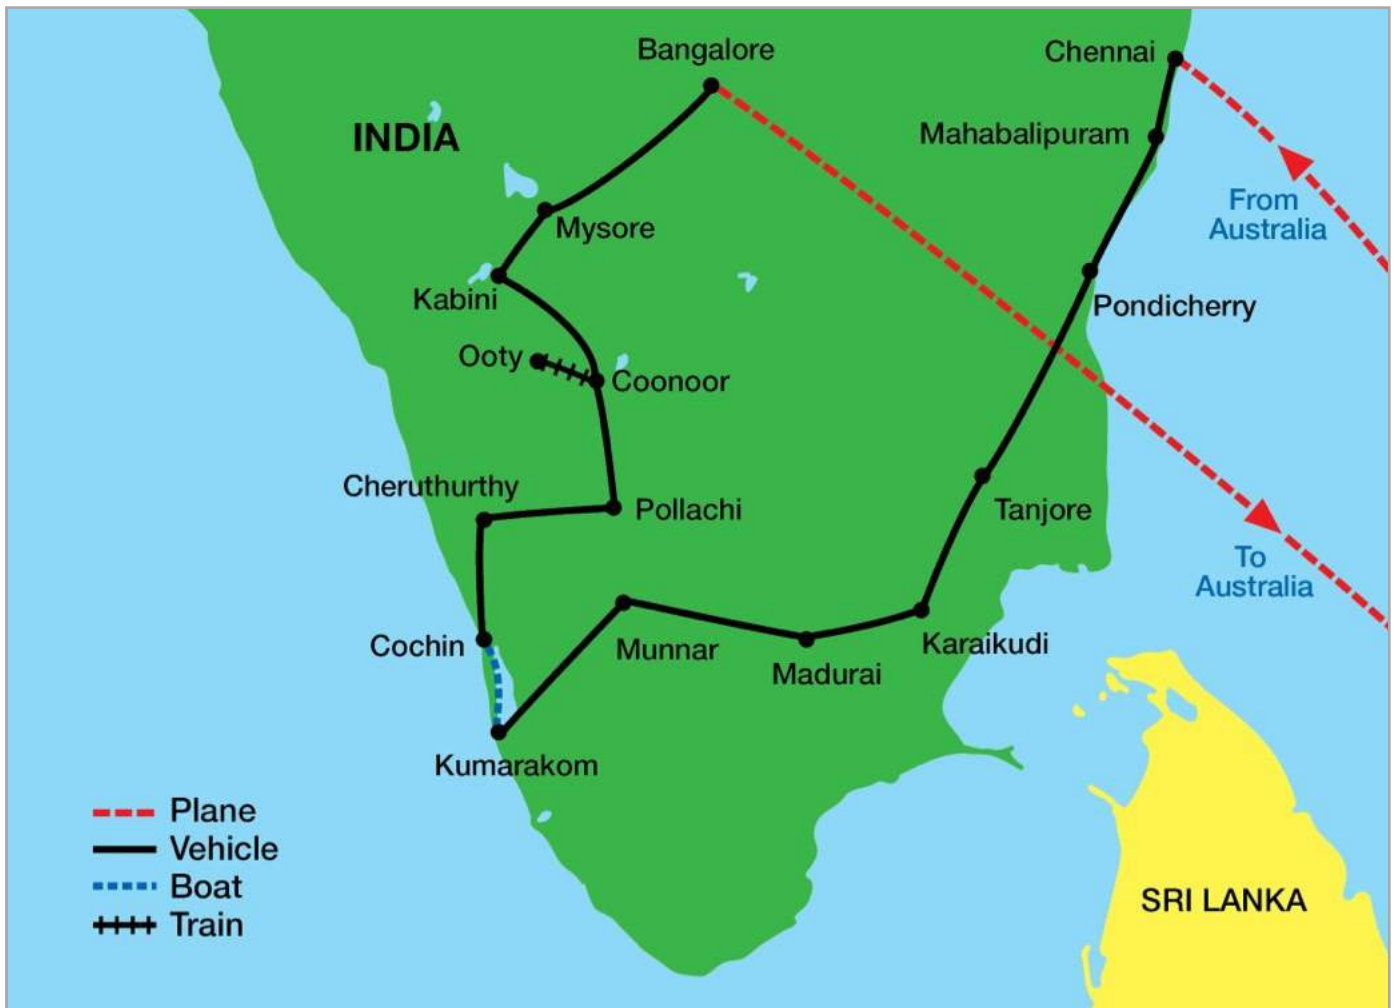 Bangalore
Chennai
INDIA
Mahabalipuram
From
Australia
Mysore
Kabini
Pondicherry
Ooty
Coonoor
Cheruthurthy
Pollachi
Tanjore
To
Australia
Cochin
Munnar
Madurai
Karaikudi
Kumarakom
Plane
Vehicle
Boat
Train
SRI LANKA